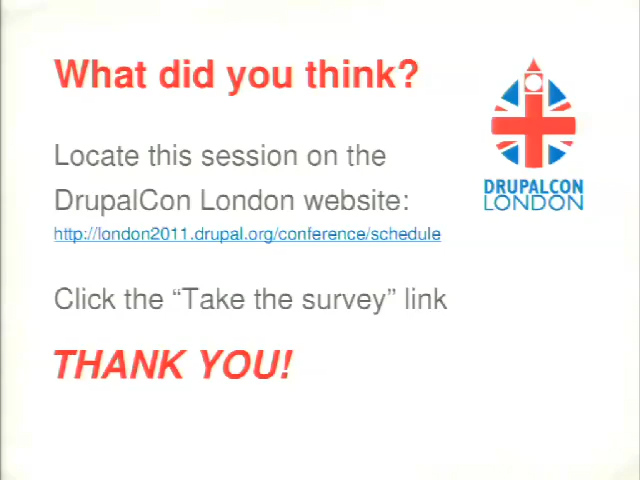 What did you think?
Locate this session on the
DrupalCon London website:
http://london2011.drupal.org/conference/schedule
Click the “Take the survey” link
THANK YOU!
DRUPALCON
LONDON